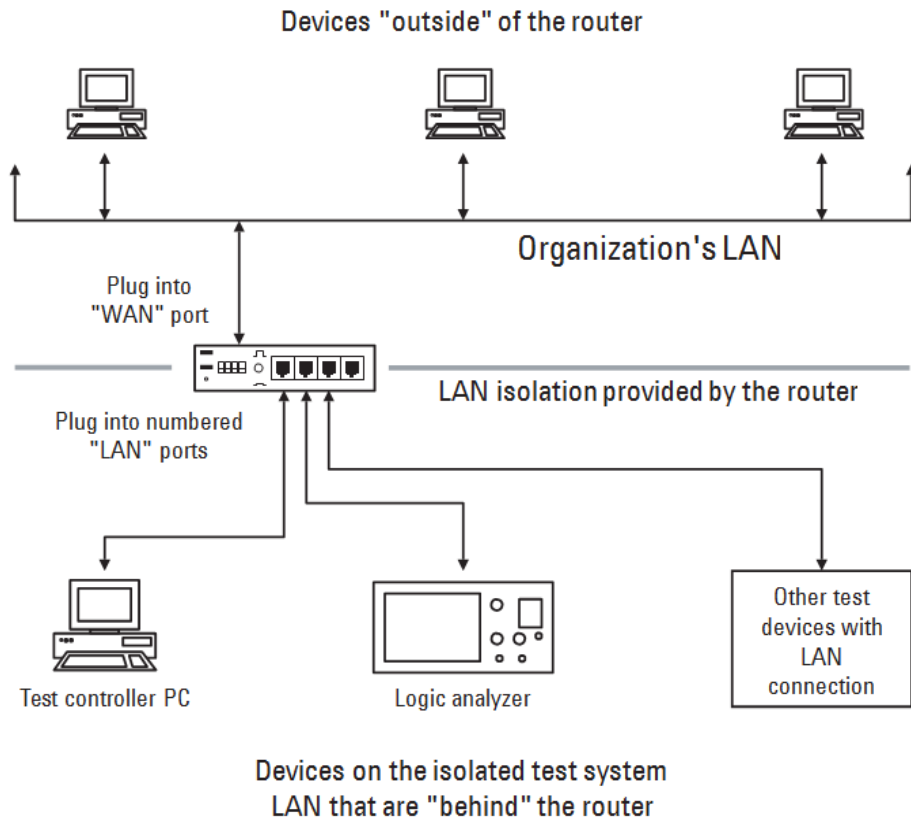 Devices "outside" of the router
Organization's LAN
Plug into
"WAN" port
LAN isolation provided by the router
Plug into numbered
"LAN" ports
Test controller PC
Logic analyzer
Other test
devices with
LAN
connection
Devices on the isolated test system
LAN that are "behind" the router